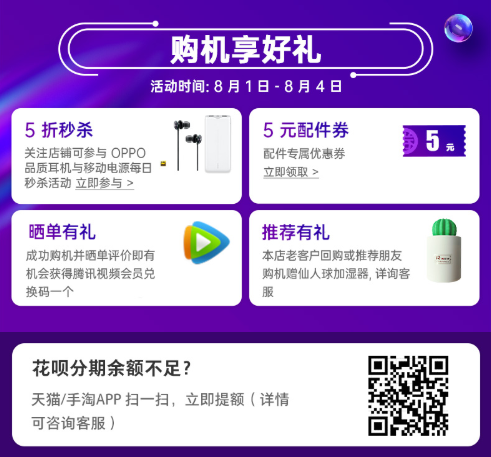 购机享好礼
活动时间: 8月1日-8月4日
5 折秒杀
关注店铺可参与 OPPO
品质耳机与移动电源每日
秒杀活动 立即参与 >
5 元配件券
配件专属优惠券
立即领取 >
5 元
晒单有礼
成功购机并晒单评价即有
机会获得腾讯视频会员兑
换码一个
推荐有礼
本店老客户回购或推荐朋友
购机赠仙人球加湿器, 详询客
服
花呗分期余额不足?
天猫/手淘APP 扫一扫，立即提额（详情
可咨询客服）